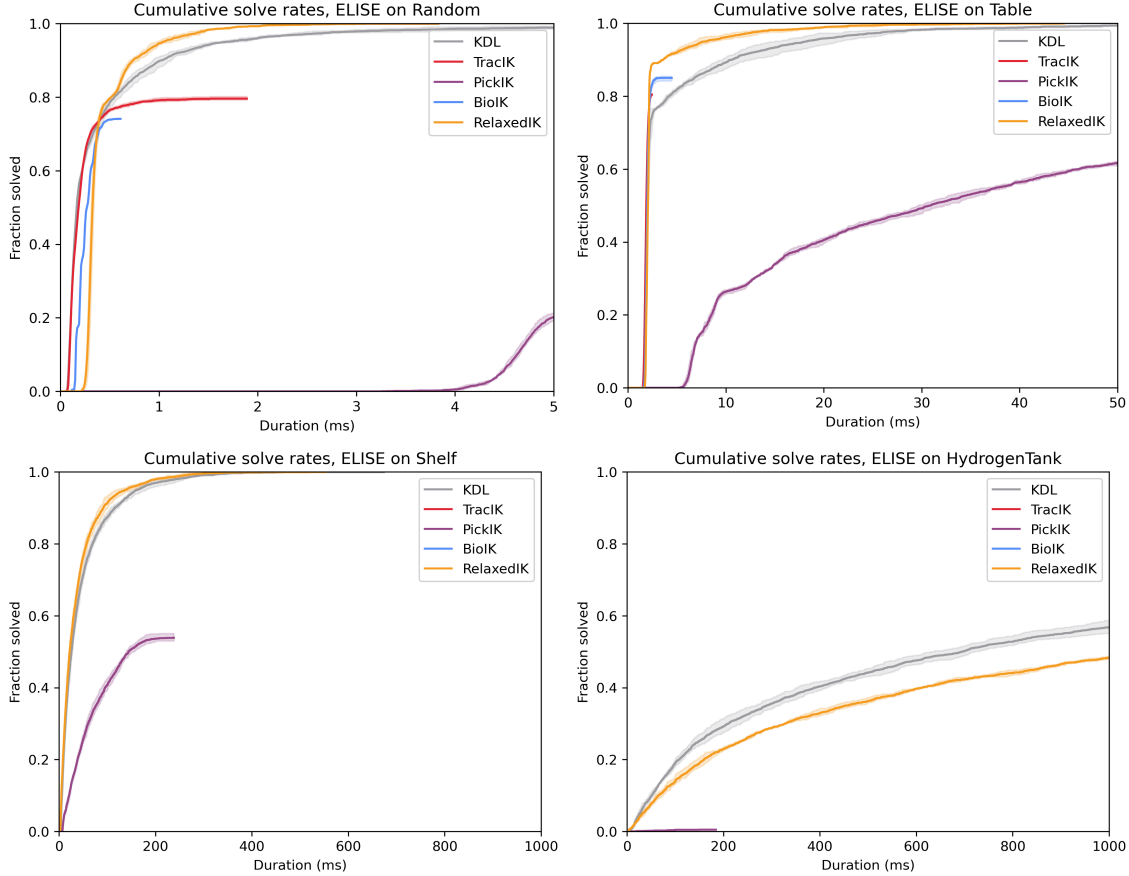 Cumulative solve rates, ELISE on Random
Fraction solved
1.0
0.8
0.6
0.4
0.2
0.0
KDL
TracIK
PickIK
BioIK
RelaxedIK
0 1 2 3 4 5
Duration (ms)
Cumulative solve rates, ELISE on Table
Fraction solved
1.0
0.8
0.6
0.4
0.2
0.0
KDL
TracIK
PickIK
BioIK
RelaxedIK
0 10 20 30 40 50
Duration (ms)
Cumulative solve rates, ELISE on Shelf
Fraction solved
1.0
0.8
0.6
0.4
0.2
0.0
KDL
TracIK
PickIK
BioIK
RelaxedIK
0 200 400 600 800 1000
Duration (ms)
Cumulative solve rates, ELISE on HydrogenTank
Fraction solved
1.0
0.8
0.6
0.4
0.2
0.0
KDL
TracIK
PickIK
BioIK
RelaxedIK
0 200 400 600 800 1000
Duration (ms)